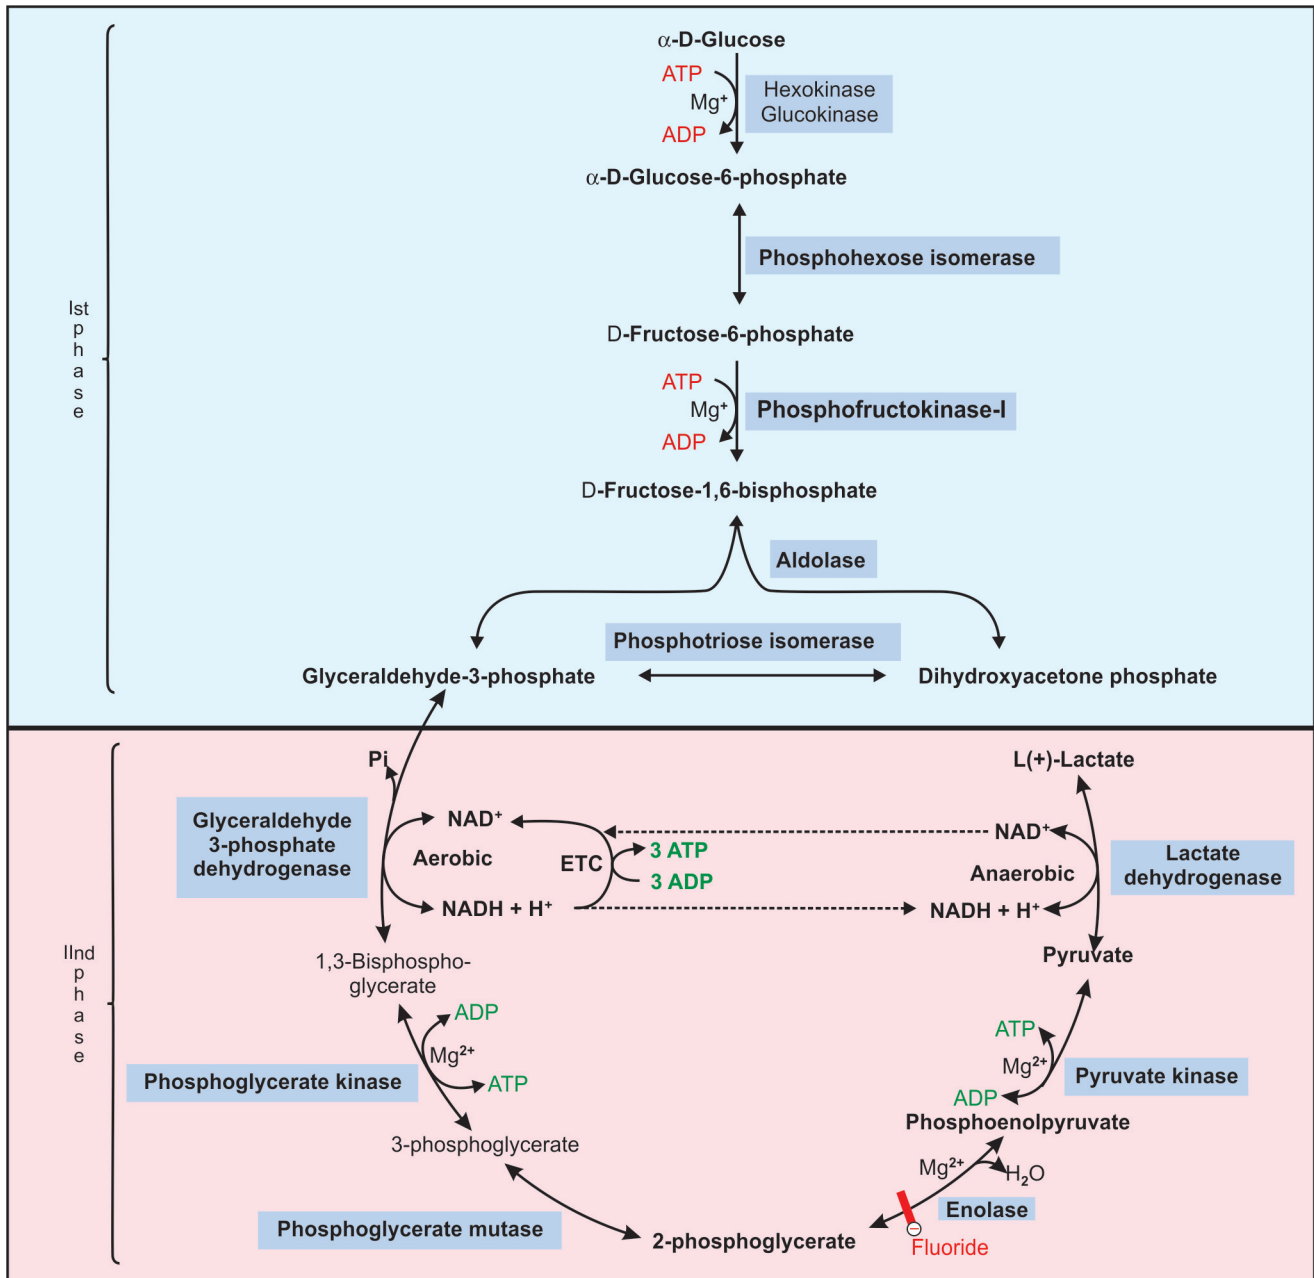 α-D-Glucose
ATP
Mg⁺
ADP
Hexokinase
Glucokinase
α-D-Glucose-6-phosphate
Phosphohexose isomerase
D-Fructose-6-phosphate
ATP
Mg⁺
ADP
Phosphofructokinase-I
D-Fructose-1,6-bisphosphate
Aldolase
Phosphotriose isomerase
Glyceraldehyde-3-phosphate
Dihydroxyacetone phosphate
Ist
p
h
a
s
e
Pi
L(+)-Lactate
Glyceraldehyde
3-phosphate
dehydrogenase
NAD⁺
Aerobic
NADH + H⁺
ETC
3 ATP
3 ADP
NAD⁺
Anaerobic
NADH + H⁺
Lactate
dehydrogenase
1,3-Bisphospho-
glycerate
Pyruvate
IInd
p
h
a
s
e
ADP
Mg²⁺
ATP
Phosphoglycerate kinase
ATP
Mg²⁺
ADP
Pyruvate kinase
3-phosphoglycerate
Phosphoenolpyruvate
Mg²⁺
H₂O
Enolase
Phosphoglycerate mutase
2-phosphoglycerate
−
Fluoride